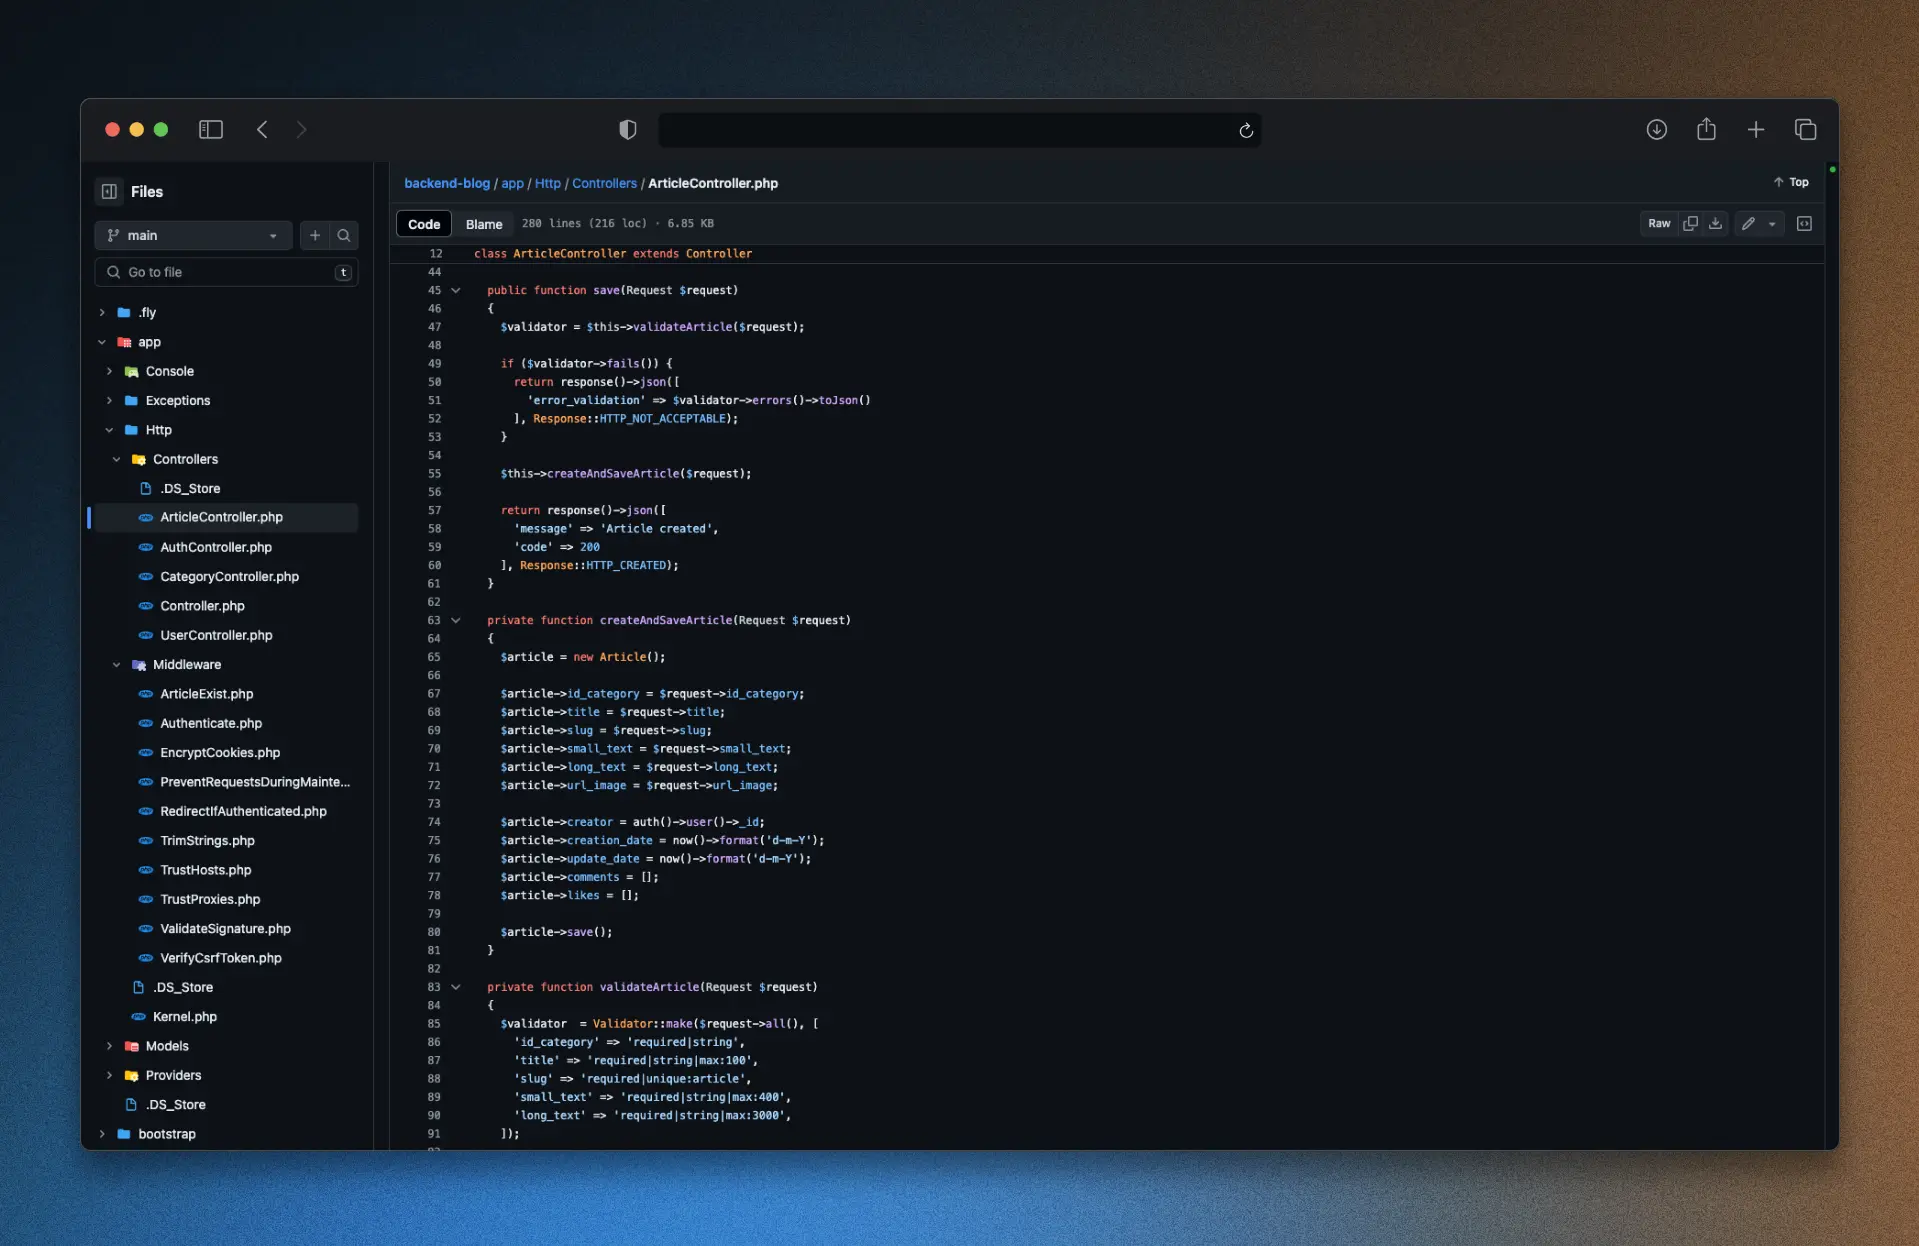 Files
main
Go to file
t
.fly
app
Console
Exceptions
Http
Controllers
.DS_Store
ArticleController.php
AuthController.php
CategoryController.php
Controller.php
UserController.php
Middleware
ArticleExist.php
Authenticate.php
EncryptCookies.php
PreventRequestsDuringMainte...
RedirectIfAuthenticated.php
TrimStrings.php
TrustHosts.php
TrustProxies.php
ValidateSignature.php
VerifyCsrfToken.php
.DS_Store
Kernel.php
Models
Providers
.DS_Store
bootstrap
backend-blog / app / Http / Controllers / ArticleController.php
Top
Code Blame 280 lines (216 loc) · 6.85 KB
Raw
12 class ArticleController extends Controller
44
45 public function save(Request $request)
46 {
47 $validator = $this->validateArticle($request);
48
49 if ($validator->fails()) {
50 return response()->json([
51 'error_validation' => $validator->errors()->toJson()
52 ], Response::HTTP_NOT_ACCEPTABLE);
53 }
54
55 $this->createAndSaveArticle($request);
56
57 return response()->json([
58 'message' => 'Article created',
59 'code' => 200
60 ], Response::HTTP_CREATED);
61 }
62
63 private function createAndSaveArticle(Request $request)
64 {
65 $article = new Article();
66
67 $article->id_category = $request->id_category;
68 $article->title = $request->title;
69 $article->slug = $request->slug;
70 $article->small_text = $request->small_text;
71 $article->long_text = $request->long_text;
72 $article->url_image = $request->url_image;
73
74 $article->creator = auth()->user()->_id;
75 $article->creation_date = now()->format('d-m-Y');
76 $article->update_date = now()->format('d-m-Y');
77 $article->comments = [];
78 $article->likes = [];
79
80 $article->save();
81 }
82
83 private function validateArticle(Request $request)
84 {
85 $validator  = Validator::make($request->all(), [
86 'id_category' => 'required|string',
87 'title' => 'required|string|max:100',
88 'slug' => 'required|unique:article',
89 'small_text' => 'required|string|max:400',
90 'long_text' => 'required|string|max:3000',
91 ]);